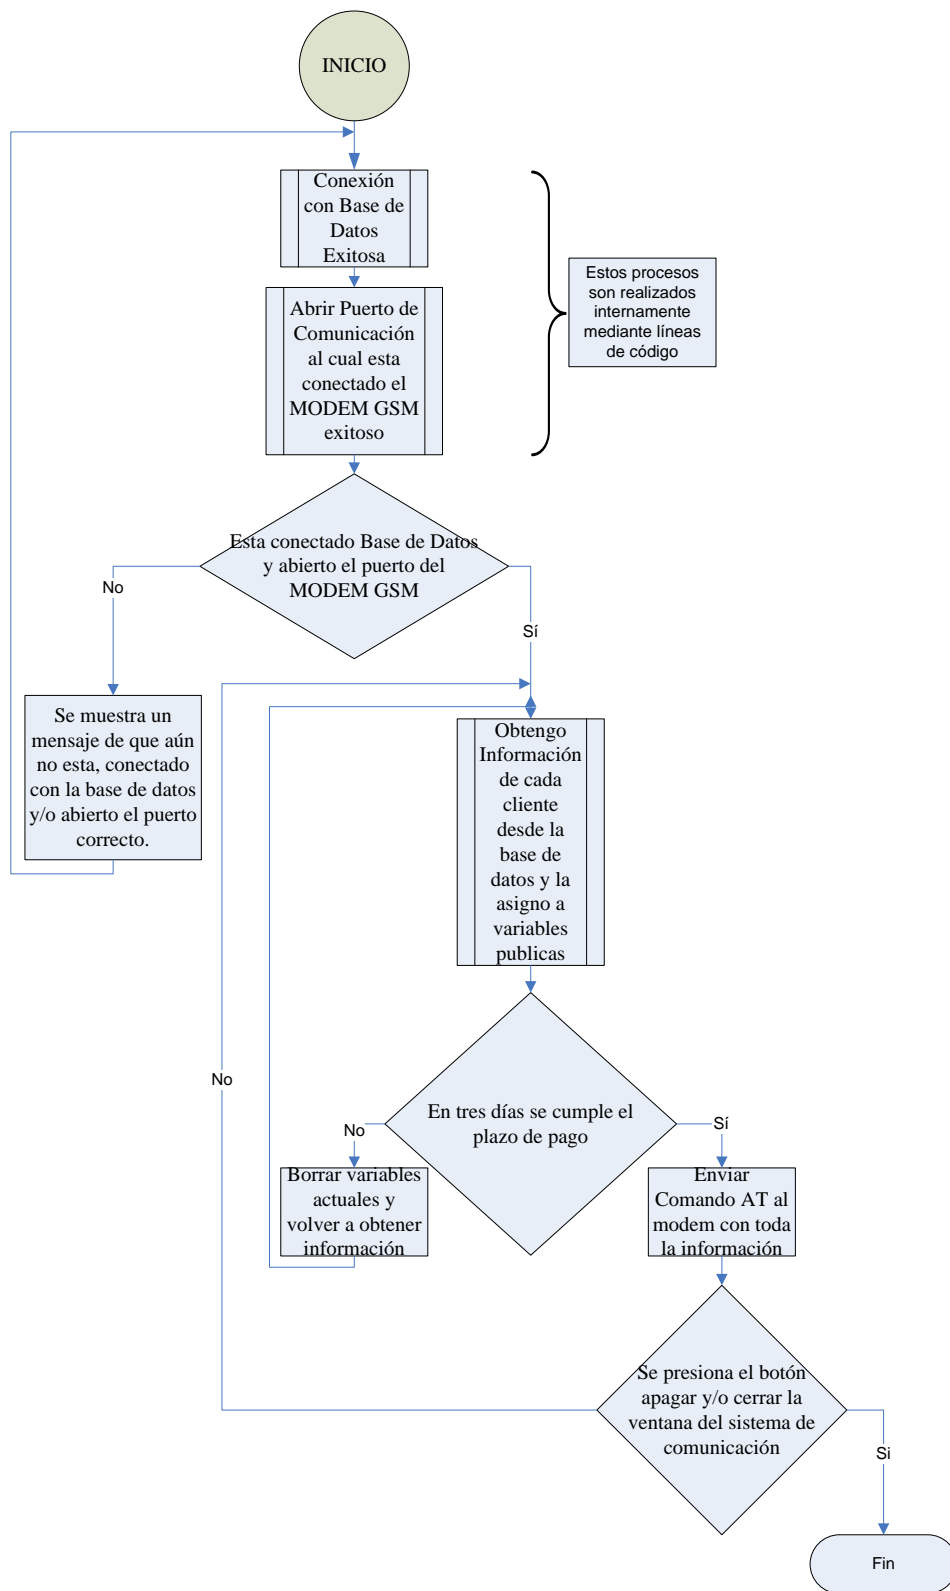 INICIO
Conexión
con Base de
Datos
Exitosa
Estos procesos
son realizados
internamente
mediante líneas
de código
Abrir Puerto de
Comunicación
al cual esta
conectado el
MODEM GSM
exitoso
Esta conectado Base de Datos
y abierto el puerto del
MODEM GSM
No
Sí
Se muestra un
mensaje de que aún
no esta, conectado
con la base de datos
y/o abierto el puerto
correcto.
Obtengo
Información
de cada
cliente
desde la
base de
datos y la
asigno a
variables
publicas
No
En tres días se cumple el
plazo de pago
No
Sí
Borrar variables
actuales y
volver a obtener
información
Enviar
Comando AT al
modem con toda
la información
Se presiona el botón
apagar y/o cerrar la
ventana del sistema de
comunicación
Si
Fin